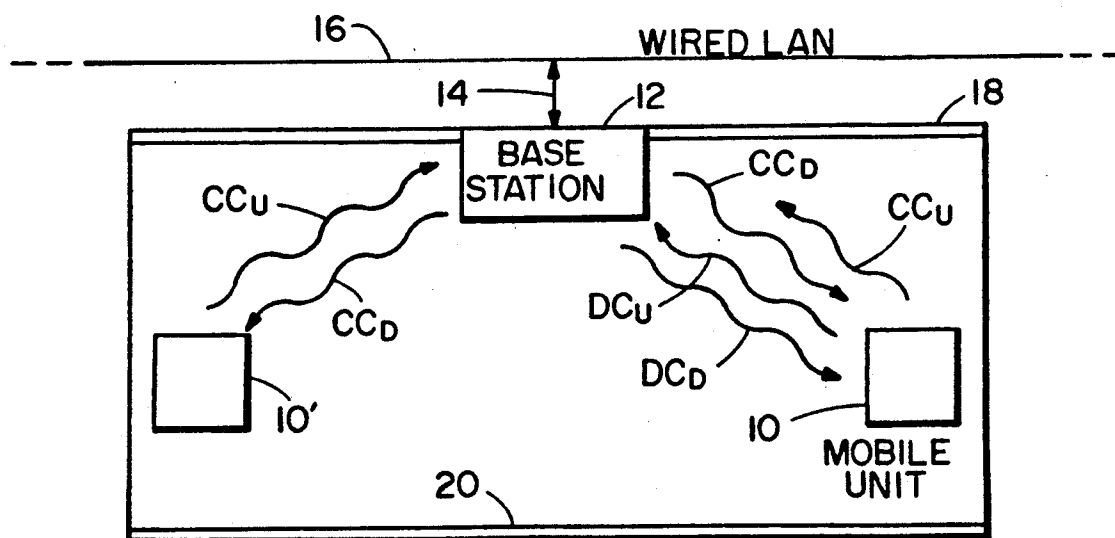 16
WIRED LAN
14
12
18
BASE
STATION
CCU
CCD
CCD
CCU
DCU
DCD
10'
10
MOBILE
UNIT
20